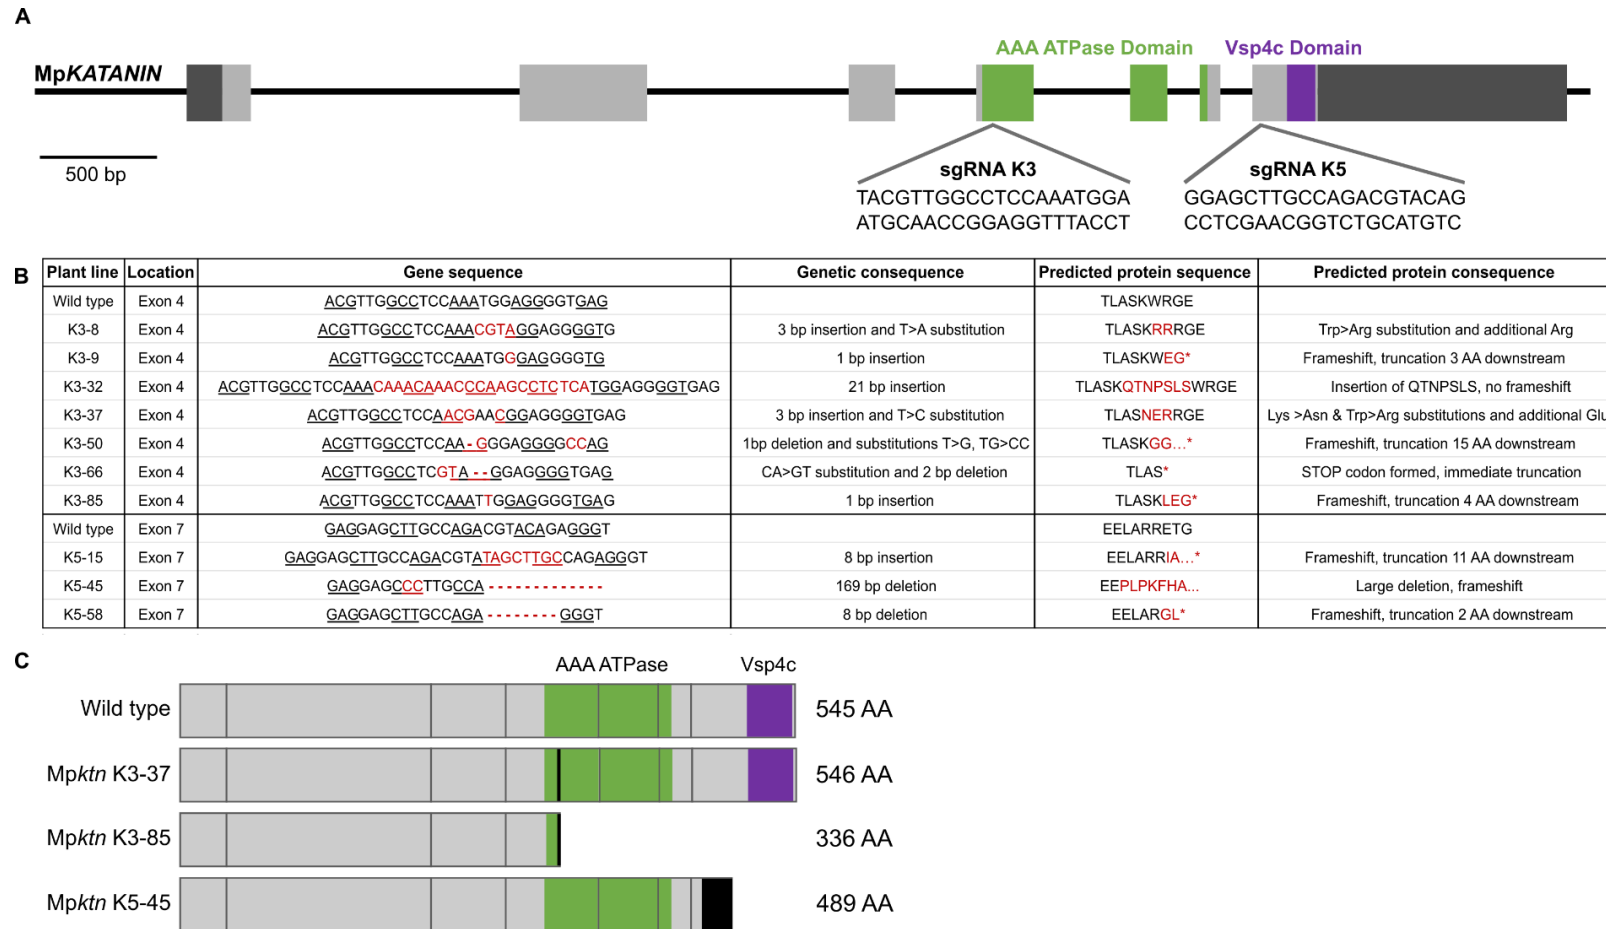 A
AAA ATPase Domain Vsp4c Domain
MpKATANIN
500 bp
sgRNA K3 sgRNA K5
TACGTTGGCCTCCAAATGGA GGAGCTTGCCAGACGTACAG
ATGCAACCGGAGGTTTACCT CCTCGAACGGTCTGCATGTC
B
Plant line Location Gene sequence Genetic consequence Predicted protein sequence Predicted protein consequence
Wild type Exon 4 ACGTTGGCCTCCAAATGGAGGGGTGAG TLASKWRGE
K3-8 Exon 4 ACGTTGGCCTCCAAACGTAGGAGGGGTG 3 bp insertion and T>A substitution TLASKRRRGE Trp>Arg substitution and additional Arg
K3-9 Exon 4 ACGTTGGCCTCCAAATGGGAGGGGTG 1 bp insertion TLASKWEG* Frameshift, truncation 3 AA downstream
K3-32 Exon 4 ACGTTGGCCTCCAAACAAACAAACCCAAGCCTCTCATGGAGGGGTGAG 21 bp insertion TLASKQTNPSLSWRGE Insertion of QTNPSLS, no frameshift
K3-37 Exon 4 ACGTTGGCCTCCAACGAACGGAGGGGTGAG 3 bp insertion and T>C substitution TLASNERRGE Lys >Asn & Trp>Arg substitutions and additional Glu
K3-50 Exon 4 ACGTTGGCCTCCAA-GGGAGGGGCCAG 1bp deletion and substitutions T>G, TG>CC TLASKGG...* Frameshift, truncation 15 AA downstream
K3-66 Exon 4 ACGTTGGCCTCGTA--GGAGGGGTGAG CA>GT substitution and 2 bp deletion TLAS* STOP codon formed, immediate truncation
K3-85 Exon 4 ACGTTGGCCTCCAAATTGGAGGGGTGAG 1 bp insertion TLASKLEG* Frameshift, truncation 4 AA downstream
Wild type Exon 7 GAGGAGCTTGCCAGACGTACAGAGGGT EELARRETG
K5-15 Exon 7 GAGGAGCTTGCCAGACGTATAGCTTGCCAGAGGGT 8 bp insertion EELARRIA...* Frameshift, truncation 11 AA downstream
K5-45 Exon 7 GAGGAGCCCTTGCCA-------------- 169 bp deletion EEPLPKFHA... Large deletion, frameshift
K5-58 Exon 7 GAGGAGCTTGCCAGA--------GGGT 8 bp deletion EELARGL* Frameshift, truncation 2 AA downstream
C
AAA ATPase Vsp4c
Wild type 545 AA
Mpktn K3-37 546 AA
Mpktn K3-85 336 AA
Mpktn K5-45 489 AA